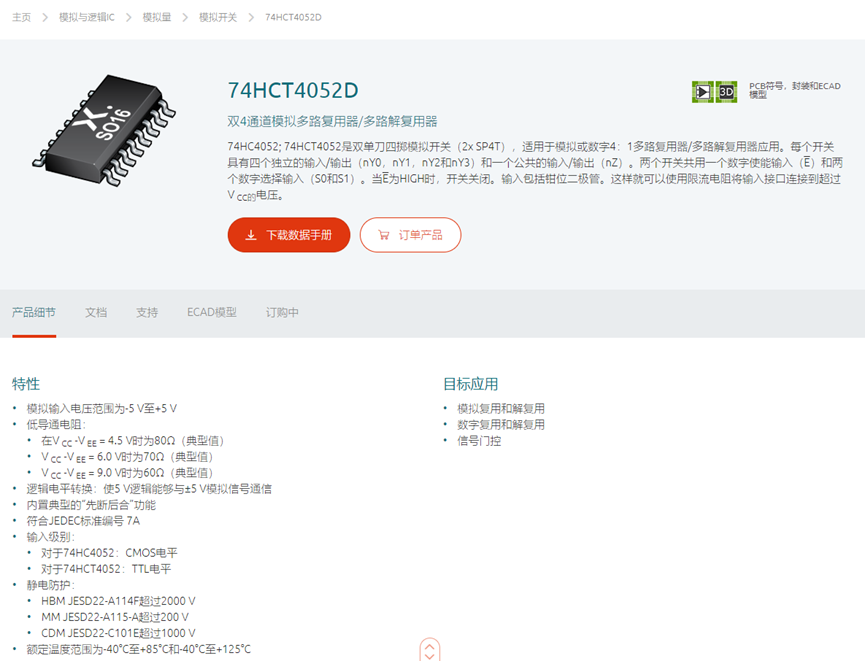 主页 > 模拟与逻辑IC > 模拟量 > 模拟开关 > 74HCT4052D
SO16
74HCT4052D
3D
PCB符号，封装和ECAD
模型
双4通道模拟多路复用器/多路解复用器
74HC4052; 74HCT4052是双单刀四掷模拟开关（2x SP4T），适用于模拟或数字4：1多路复用器/多路解复用器应用。每个开关
具有四个独立的输入/输出（nY0，nY1，nY2和nY3）和一个公共的输入/输出（nZ）。两个开关共用一个数字使能输入（E̅）和两
个数字选择输入（S0和S1）。当E̅为HIGH时，开关关闭。输入包括钳位二极管。这样就可以使用限流电阻将输入接口连接到超过
V CC的电压。
下载数据手册
订单产品
产品细节 文档 支持 ECAD模型 订购中
特性
• 模拟输入电压范围为-5 V至+5 V
• 低导通电阻：
• 在V CC -V EE = 4.5 V时为80Ω（典型值）
• V CC -V EE = 6.0 V时为70Ω（典型值）
• V CC -V EE = 9.0 V时为60Ω（典型值）
• 逻辑电平转换：使5 V逻辑能够与±5 V模拟信号通信
• 内置典型的“先断后合”功能
• 符合JEDEC标准编号 7A
• 输入级别：
• 对于74HC4052：CMOS电平
• 对于74HCT4052：TTL电平
• 静电防护：
• HBM JESD22-A114F超过2000 V
• MM JESD22-A115-A超过200 V
• CDM JESD22-C101E超过1000 V
• 额定温度范围为-40°C至+85°C和-40°C至+125°C
目标应用
• 模拟复用和解复用
• 数字复用和解复用
• 信号门控